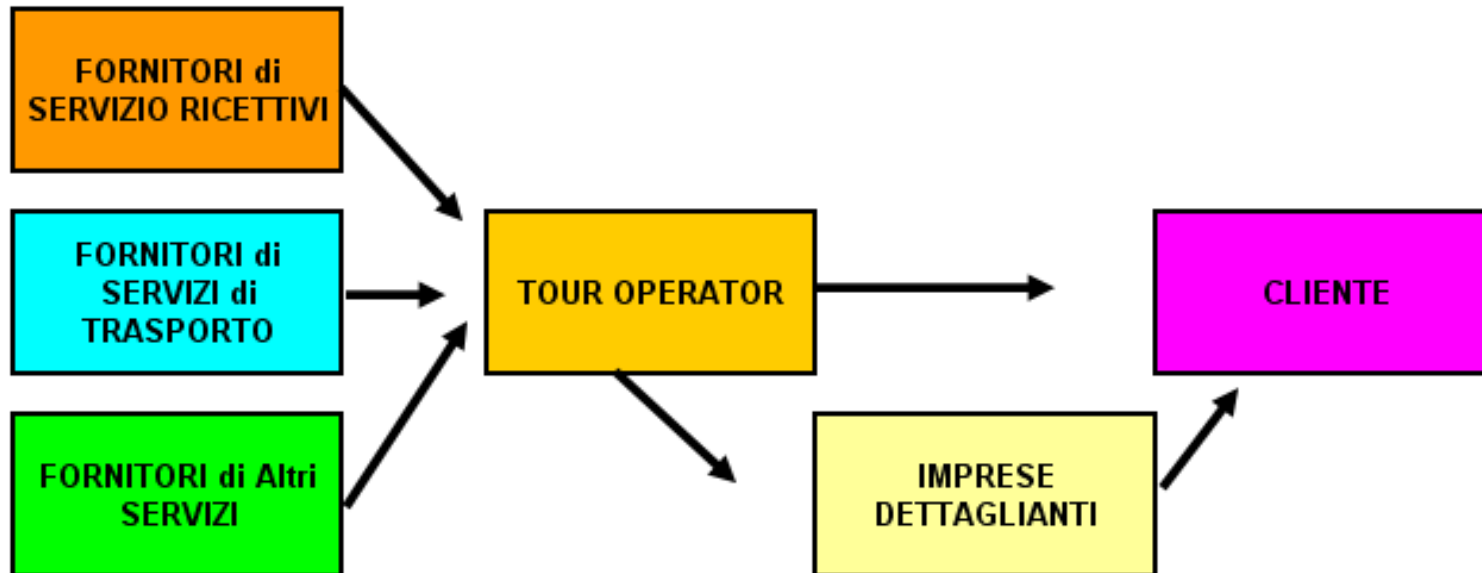 FORNITORI di
SERVIZIO RICETTIVI
FORNITORI di
SERVIZI di
TRASPORTO
FORNITORI di Altri
SERVIZI
TOUR OPERATOR
IMPRESE
DETTAGLIANTI
CLIENTE